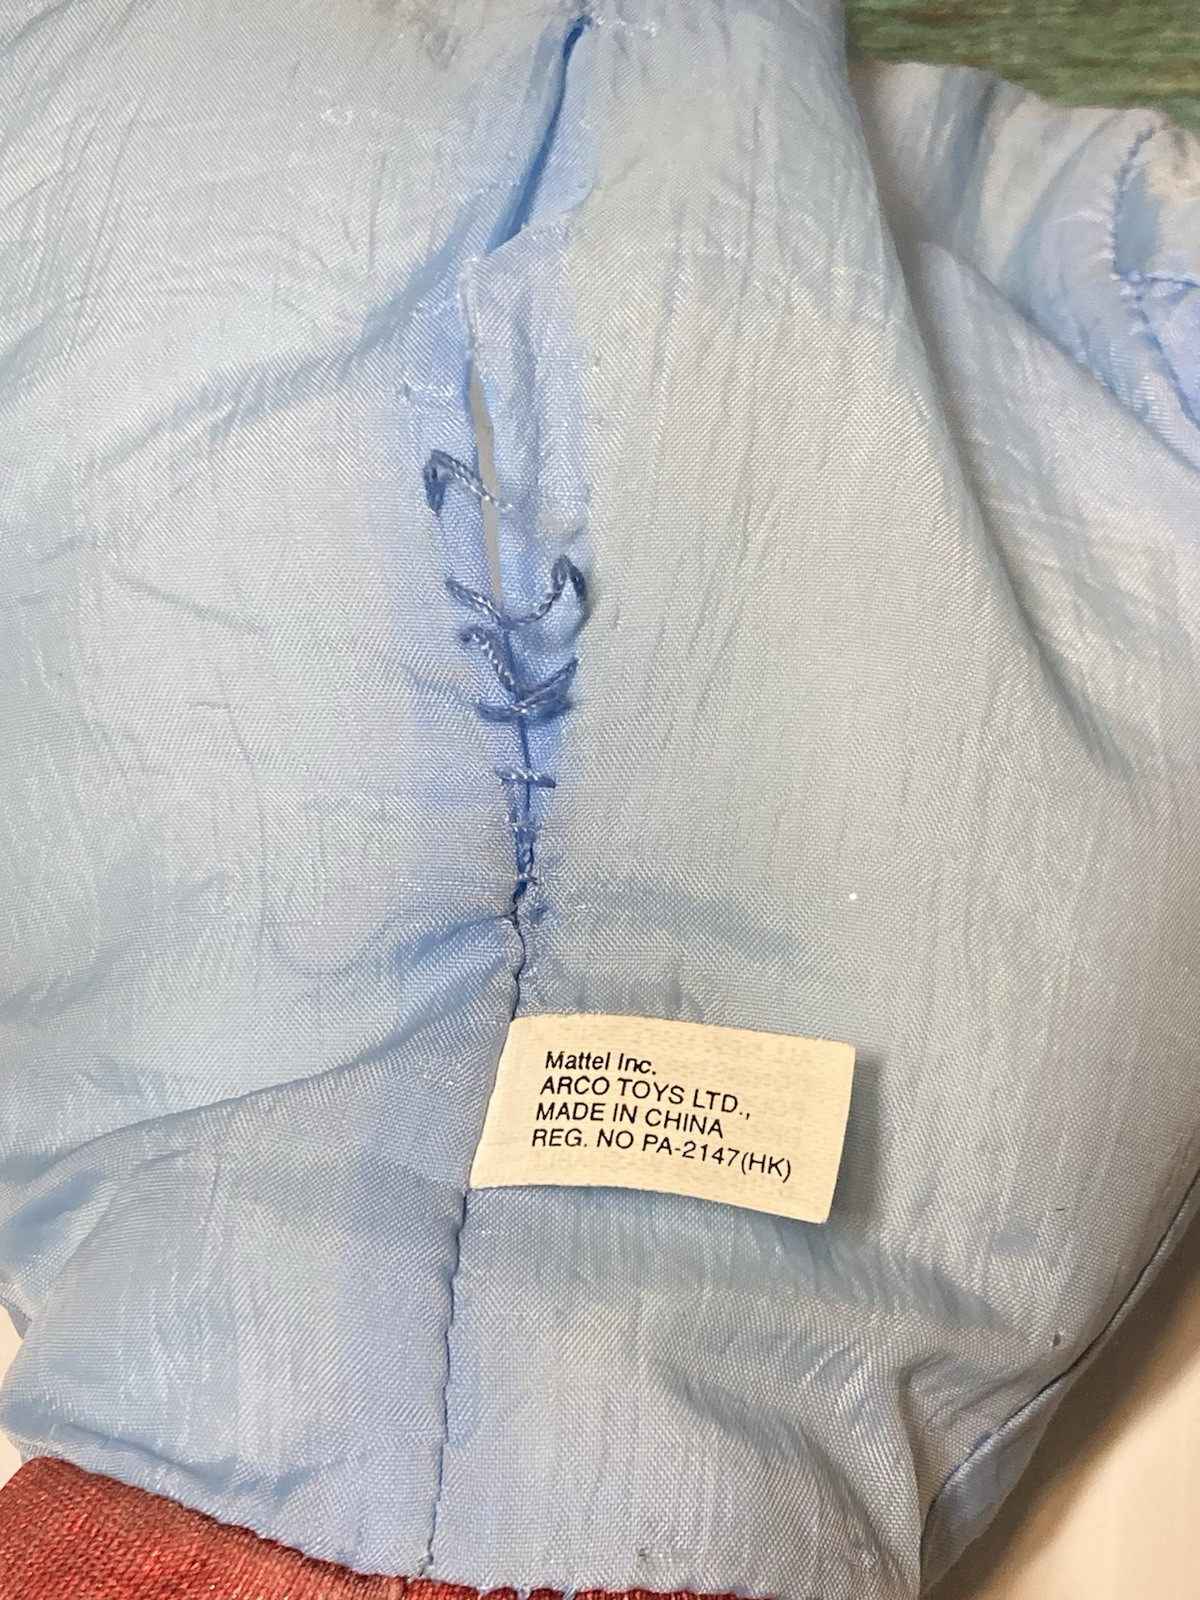 Mattel Inc.
ARCO TOYS LTD.,
MADE IN CHINA
REG. NO PA-2147(HK)